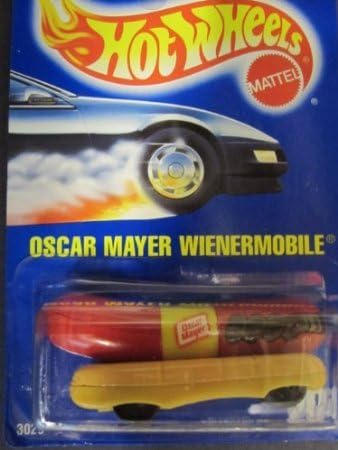 Hot Wheels
MATTEL
®
OSCAR MAYER WIENERMOBILE®
Oscar
Mayer